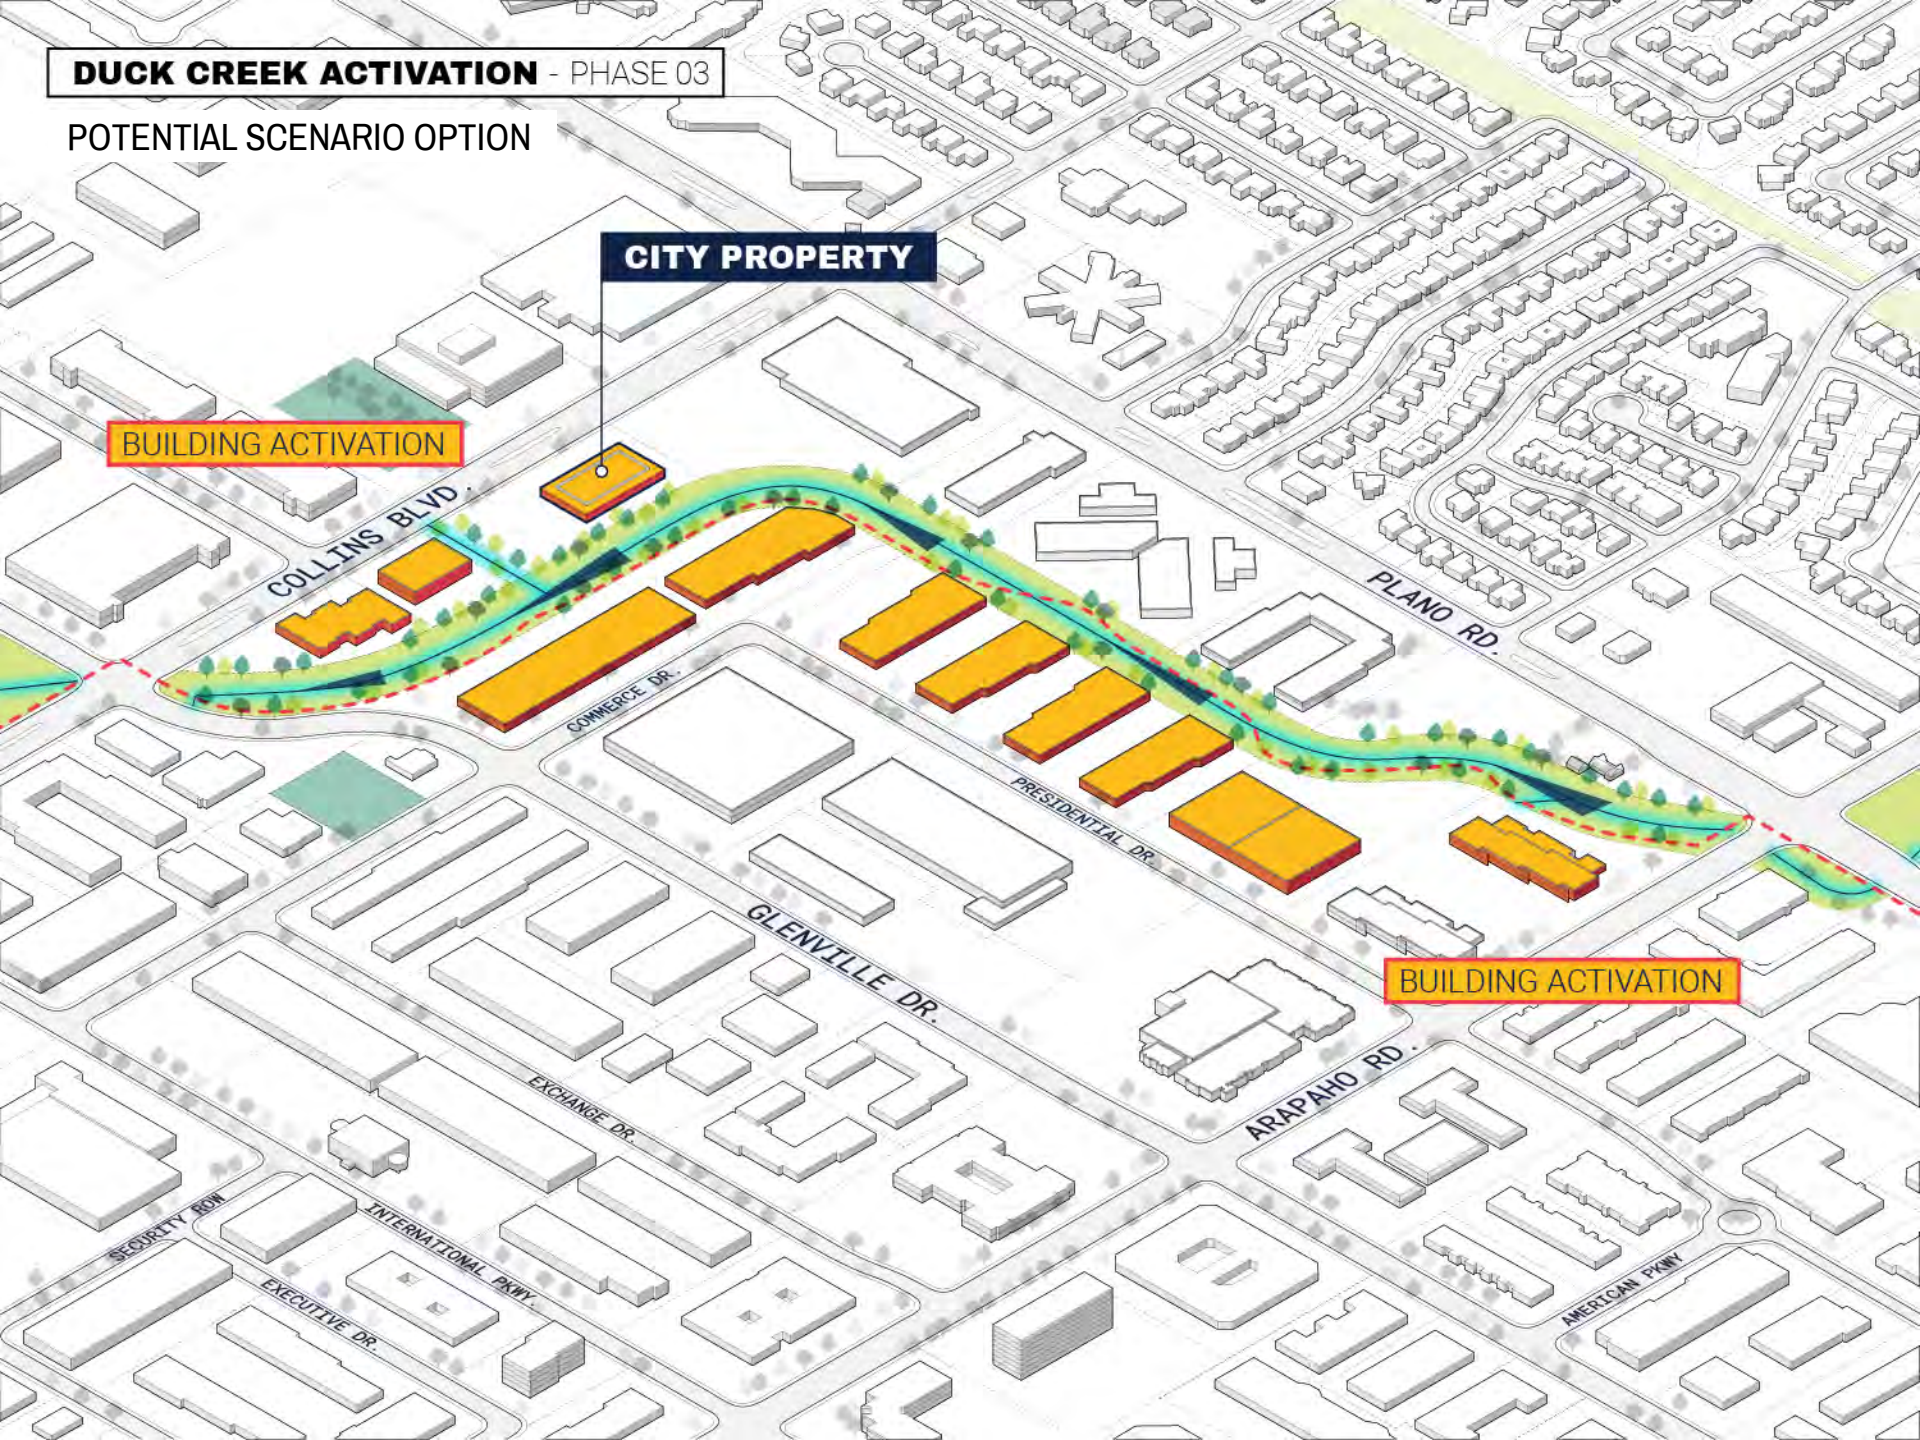 DUCK CREEK ACTIVATION - PHASE 03
POTENTIAL SCENARIO OPTION
CITY PROPERTY
BUILDING ACTIVATION
COLLINS BLVD.
PLANO RD.
COMMERCE DR.
PRESIDENTIAL DR.
GLENVILLE DR.
BUILDING ACTIVATION
ARAPAHO RD.
EXCHANGE DR.
SECURITY ROW
INTERNATIONAL PKWY.
EXECUTIVE DR.
AMERICAN PKWY